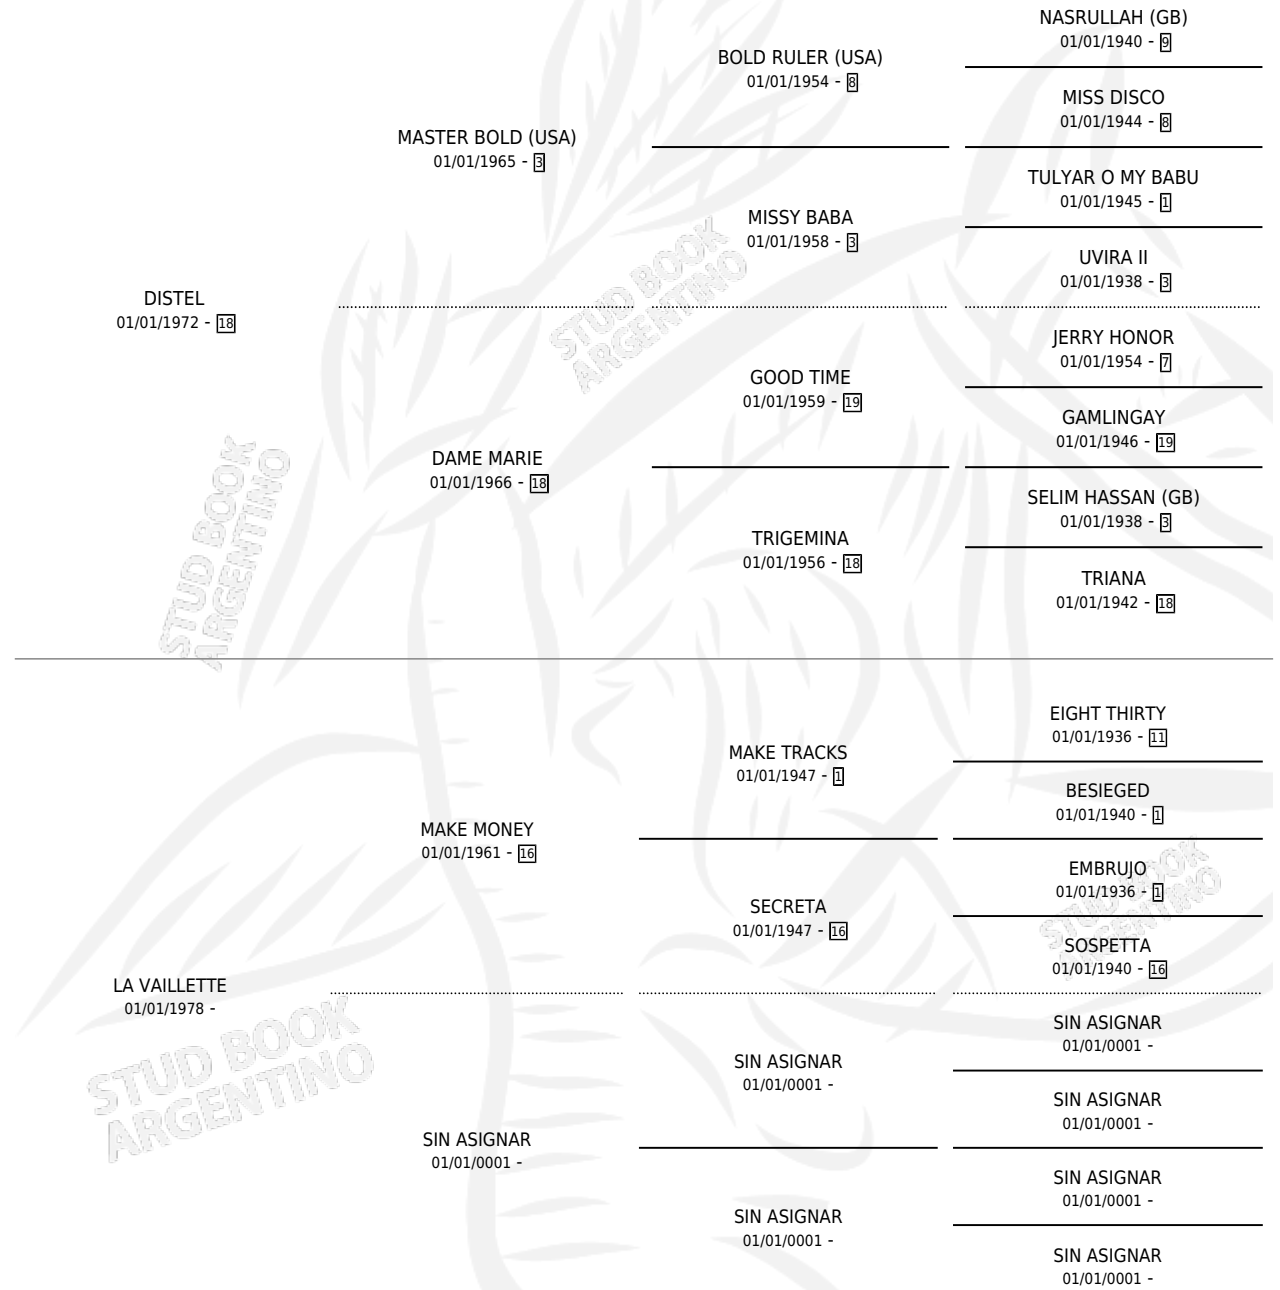 NASRULLAH (GB)
01/01/1940 - 9
BOLD RULER (USA)
01/01/1954 - 8
MISS DISCO
01/01/1944 - 8
MASTER BOLD (USA)
01/01/1965 - 3
TULYAR O MY BABU
01/01/1945 - 1
MISSY BABA
01/01/1958 - 3
UVIRA II
01/01/1938 - 3
DISTEL
01/01/1972 - 18
JERRY HONOR
01/01/1954 - 7
GOOD TIME
01/01/1959 - 19
GAMLINGAY
01/01/1946 - 19
DAME MARIE
01/01/1966 - 18
SELIM HASSAN (GB)
01/01/1938 - 3
TRIGEMINA
01/01/1956 - 18
TRIANA
01/01/1942 - 18
EIGHT THIRTY
01/01/1936 - 11
MAKE TRACKS
01/01/1947 - 1
BESIEGED
01/01/1940 - 1
MAKE MONEY
01/01/1961 - 16
EMBRUJO
01/01/1936 - 1
SECRETA
01/01/1947 - 16
SOSPETTA
01/01/1940 - 16
LA VAILLETTE
01/01/1978 -
SIN ASIGNAR
01/01/0001 -
SIN ASIGNAR
01/01/0001 -
SIN ASIGNAR
01/01/0001 -
SIN ASIGNAR
01/01/0001 -
SIN ASIGNAR
01/01/0001 -
SIN ASIGNAR
01/01/0001 -
SIN ASIGNAR
01/01/0001 -
STUD BOOK
ARGENTINO
STUD BOOK
ARGENTINO
STUD BOOK
ARGENTINO
STUD BOOK
ARGENTINO